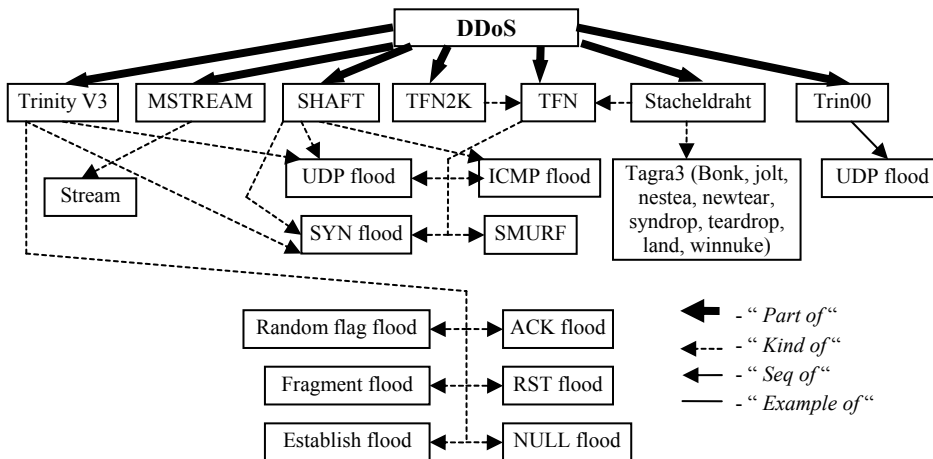 DDoS
Trinity V3
MSTREAM
SHAFT
TFN2K
TFN
Stacheldraht
Trin00
Stream
UDP flood
ICMP flood
Tagra3 (Bonk, jolt,
nestea, newtear,
syndrop, teardrop,
land, winnuke)
UDP flood
SYN flood
SMURF
Random flag flood
ACK flood
Fragment flood
RST flood
Establish flood
NULL flood
- “ Part of “
- “ Kind of “
- “ Seq of “
- “ Example of “